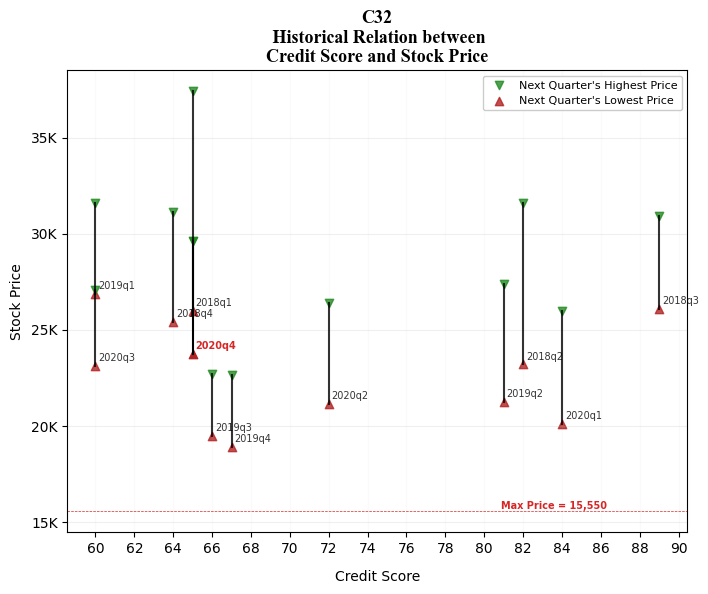 C32
Historical Relation between
Credit Score and Stock Price
Next Quarter's Highest Price
Next Quarter's Lowest Price
Stock Price
35K
30K
25K
20K
15K
2019q1
2020q3
2018q4
2018q1
2020q4
2019q3
2019q4
2020q2
2019q2
2018q2
2020q1
2018q3
Max Price = 15,550
60 62 64 66 68 70 72 74 76 78 80 82 84 86 88 90
Credit Score